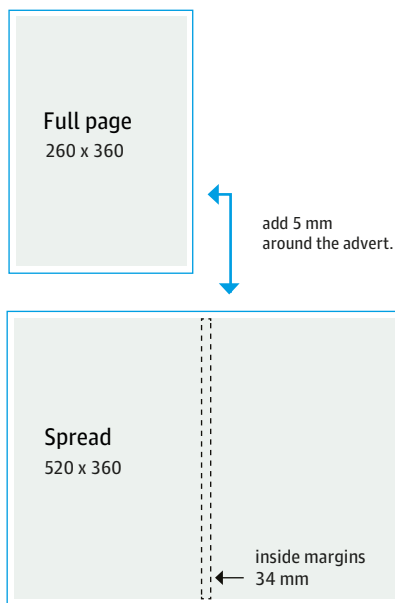 Full page
260 x 360
add 5 mm
around the advert.
Spread
520 x 360
inside margins
34 mm